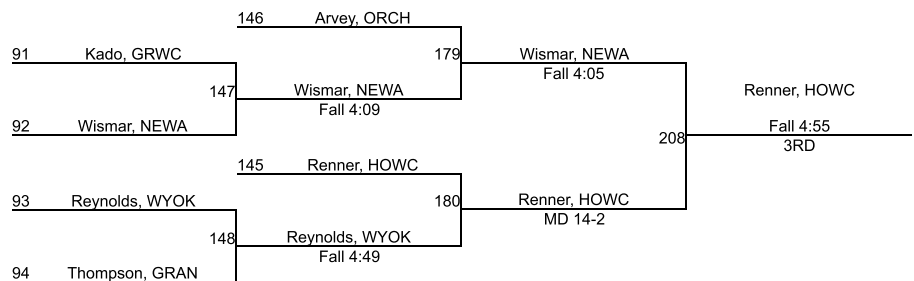 146 Arvey, ORCH
91 Kado, GRWC
179 Wismar, NEWA
Fall 4:05
147 Wismar, NEWA
Fall 4:09
Renner, HOWC
92 Wismar, NEWA
Fall 4:55
208
3RD
145 Renner, HOWC
93 Reynolds, WYOK
180 Renner, HOWC
MD 14-2
148 Reynolds, WYOK
Fall 4:49
94 Thompson, GRAN